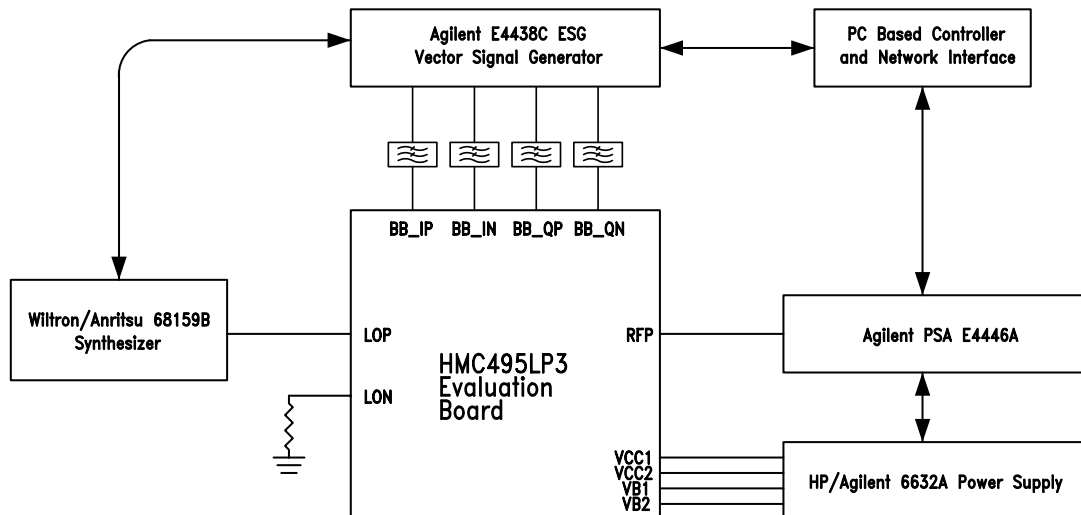 Agilent E4438C ESG
Vector Signal Generator
PC Based Controller
and Network Interface
BB_IP BB_IN BB_QP BB_QN
Wiltron/Anritsu 68159B
Synthesizer
LOP
LON
HMC495LP3
Evaluation
Board
RFP
Agilent PSA E4446A
VCC1
VCC2
VB1
VB2
HP/Agilent 6632A Power Supply